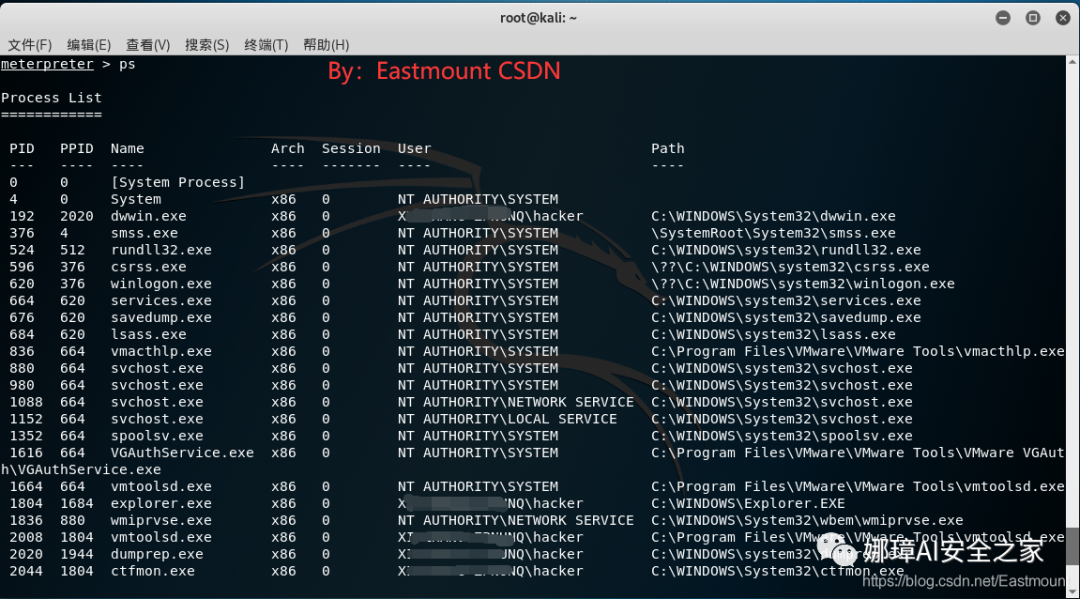 root@kali: ~
文件(F) 编辑(E) 查看(V) 搜索(S) 终端(T) 帮助(H)
meterpreter > ps
By：Eastmount CSDN
Process List
============
PID PPID Name Arch Session User Path
--- ---- ---- ---- ------- ---- ----
0 0 [System Process]
4 0 System x86 0 NT AUTHORITY\SYSTEM
192 2020 dwwin.exe x86 0 \hacker C:\WINDOWS\System32\dwwin.exe
376 4 smss.exe x86 0 NT AUTHORITY\SYSTEM \SystemRoot\System32\smss.exe
524 512 rundll32.exe x86 0 NT AUTHORITY\SYSTEM C:\WINDOWS\system32\rundll32.exe
596 376 csrss.exe x86 0 NT AUTHORITY\SYSTEM \??\C:\WINDOWS\system32\csrss.exe
620 376 winlogon.exe x86 0 NT AUTHORITY\SYSTEM \??\C:\WINDOWS\system32\winlogon.exe
664 620 services.exe x86 0 NT AUTHORITY\SYSTEM C:\WINDOWS\system32\services.exe
676 620 savedump.exe x86 0 NT AUTHORITY\SYSTEM C:\WINDOWS\system32\savedump.exe
684 620 lsass.exe x86 0 NT AUTHORITY\SYSTEM C:\WINDOWS\system32\lsass.exe
836 664 vmacthlp.exe x86 0 NT AUTHORITY\SYSTEM C:\Program Files\VMware\VMware Tools\vmacthlp.exe
880 664 svchost.exe x86 0 NT AUTHORITY\SYSTEM C:\WINDOWS\system32\svchost.exe
980 664 svchost.exe x86 0 NT AUTHORITY\SYSTEM C:\WINDOWS\System32\svchost.exe
1088 664 svchost.exe x86 0 NT AUTHORITY\NETWORK SERVICE C:\WINDOWS\System32\svchost.exe
1152 664 svchost.exe x86 0 NT AUTHORITY\LOCAL SERVICE C:\WINDOWS\System32\svchost.exe
1352 664 spoolsv.exe x86 0 NT AUTHORITY\SYSTEM C:\WINDOWS\system32\spoolsv.exe
1616 664 VGAuthService.exe x86 0 NT AUTHORITY\SYSTEM C:\Program Files\VMware\VMware Tools\VMware VGAut
h\VGAuthService.exe
1664 664 vmtoolsd.exe x86 0 NT AUTHORITY\SYSTEM C:\Program Files\VMware\VMware Tools\vmtoolsd.exe
1804 1684 explorer.exe x86 0 \hacker C:\WINDOWS\Explorer.EXE
1836 880 wmiprvse.exe x86 0 NT AUTHORITY\NETWORK SERVICE C:\WINDOWS\System32\wbem\wmiprvse.exe
2008 1804 vmtoolsd.exe x86 0 \hacker C:\Program Files\VMware\VMware Tools\vmtoolsd.exe
2020 1944 dumprep.exe x86 0 \hacker C:\WINDOWS\system32\dumprep.exe
2044 1804 ctfmon.exe x86 0 \hacker C:\WINDOWS\System32\ctfmon.exe
娜璋AI安全之家
https://blog.csdn.net/Eastmoun